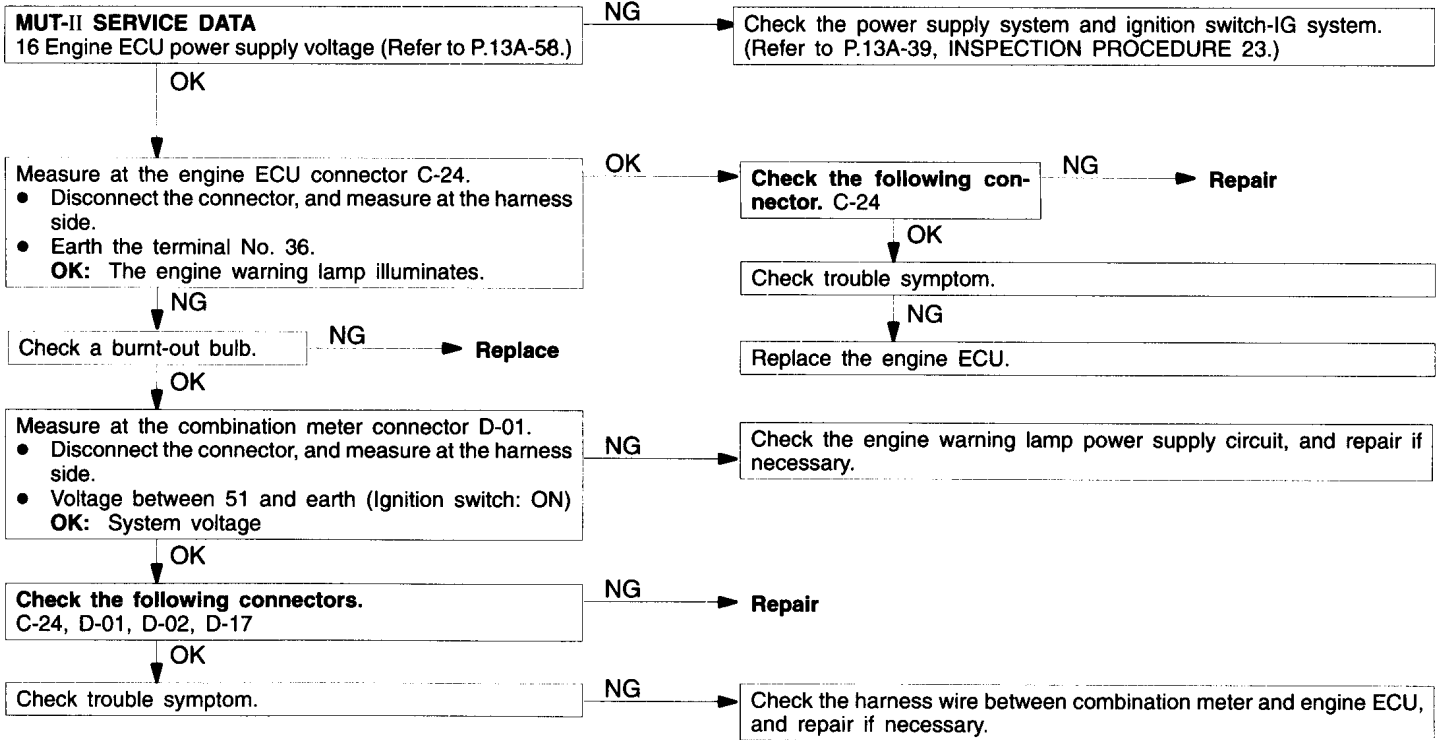 MUT-II SERVICE DATA
16 Engine ECU power supply voltage (Refer to P.13A-58.)
NG
Check the power supply system and ignition switch-IG system.
(Refer to P.13A-39, INSPECTION PROCEDURE 23.)
OK
Measure at the engine ECU connector C-24.
● Disconnect the connector, and measure at the harness
side.
● Earth the terminal No. 36.
OK: The engine warning lamp illuminates.
OK
Check the following con-
nector. C-24
NG
Repair
OK
Check trouble symptom.
NG
Replace the engine ECU.
NG
Check a burnt-out bulb.
NG
Replace
OK
Measure at the combination meter connector D-01.
● Disconnect the connector, and measure at the harness
side.
● Voltage between 51 and earth (Ignition switch: ON)
OK: System voltage
NG
Check the engine warning lamp power supply circuit, and repair if
necessary.
OK
Check the following connectors.
C-24, D-01, D-02, D-17
NG
Repair
OK
Check trouble symptom.
NG
Check the harness wire between combination meter and engine ECU,
and repair if necessary.